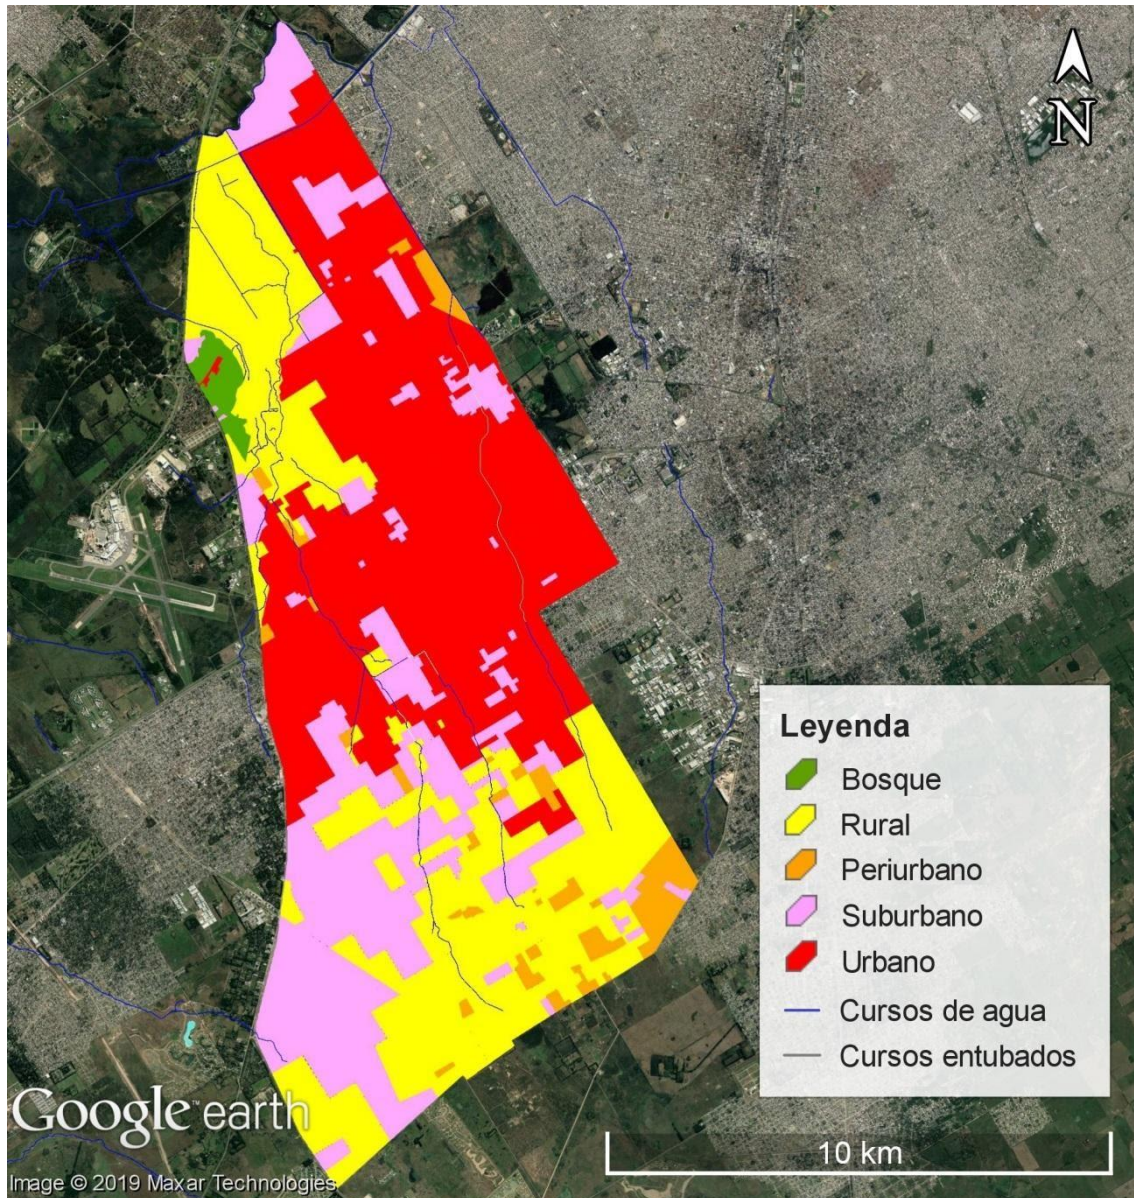 N
Leyenda
Bosque
Rural
Periurbano
Suburbano
Urbano
Cursos de agua
Cursos entubados
10 km
Google earth
Image © 2019 Maxar Technologies